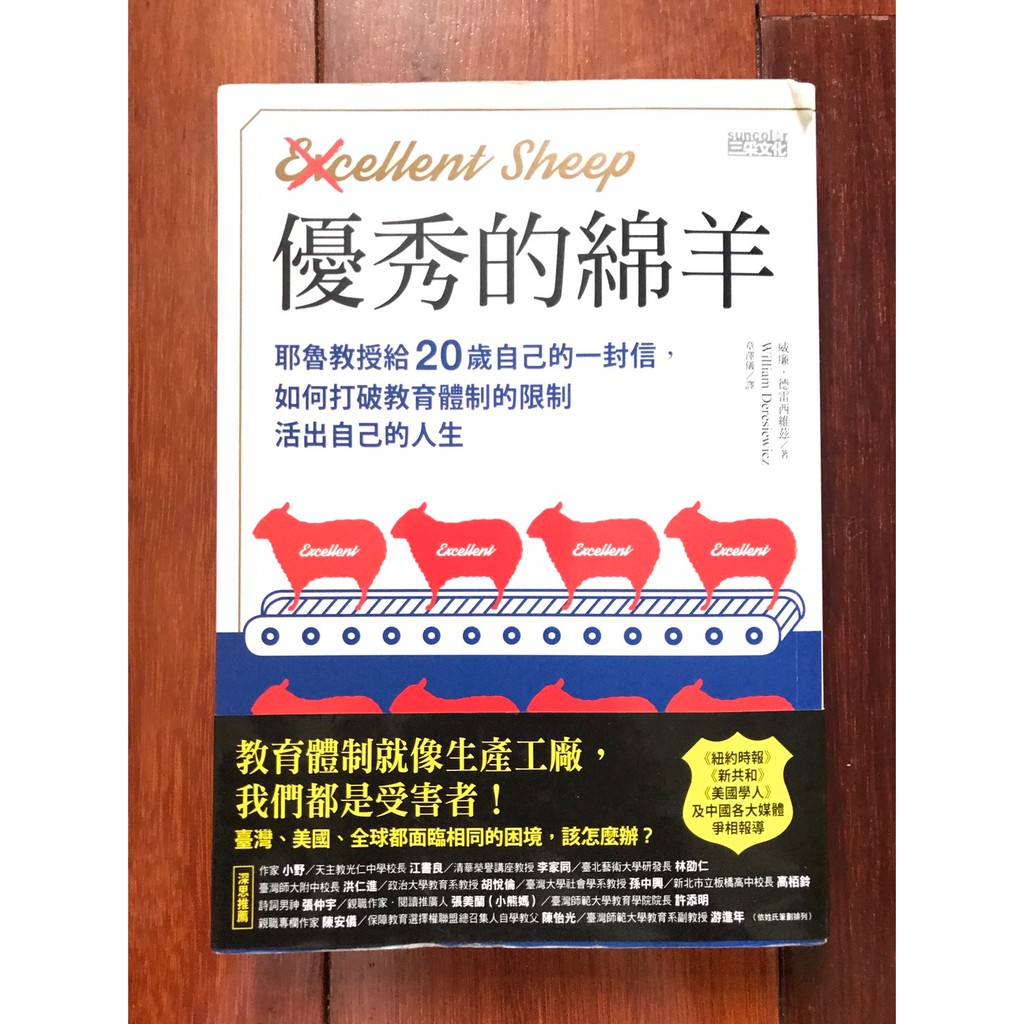 suncolor
三采文化
Excellent Sheep
優秀的綿羊
耶魯教授給20歲自己的一封信，
如何打破教育體制的限制
活出自己的人生
威廉・德雷西維茲／著
William Deresiewicz
章澤儀／譯
Excellent
Excellent
Excellent
Excellent
教育體制就像生產工廠，
我們都是受害者！
臺灣、美國、全球都面臨相同的困境，該怎麼辦？
《紐約時報》
《新共和》
《美國學人》
及中國各大媒體
爭相報導
深思推薦
作家 小野／天主教光仁中學校長 江書良／清華榮譽講座教授 李家同／臺北藝術大學研發長 林劭仁
臺灣師大附中校長 洪仁進／政治大學教育系教授 胡悅倫／臺灣大學社會學系教授 孫中興／新北市立板橋高中校長 高栢鈴
詩詞男神 張仲宇／親職作家・閱讀推廣人 張美蘭（小熊媽）／臺灣師範大學教育學院院長 許添明
親職專欄作家 陳安儀／保障教育選擇權聯盟總召集人自學教父 陳怡光／臺灣師範大學教育系副教授 游進年 （依姓氏筆劃排列）